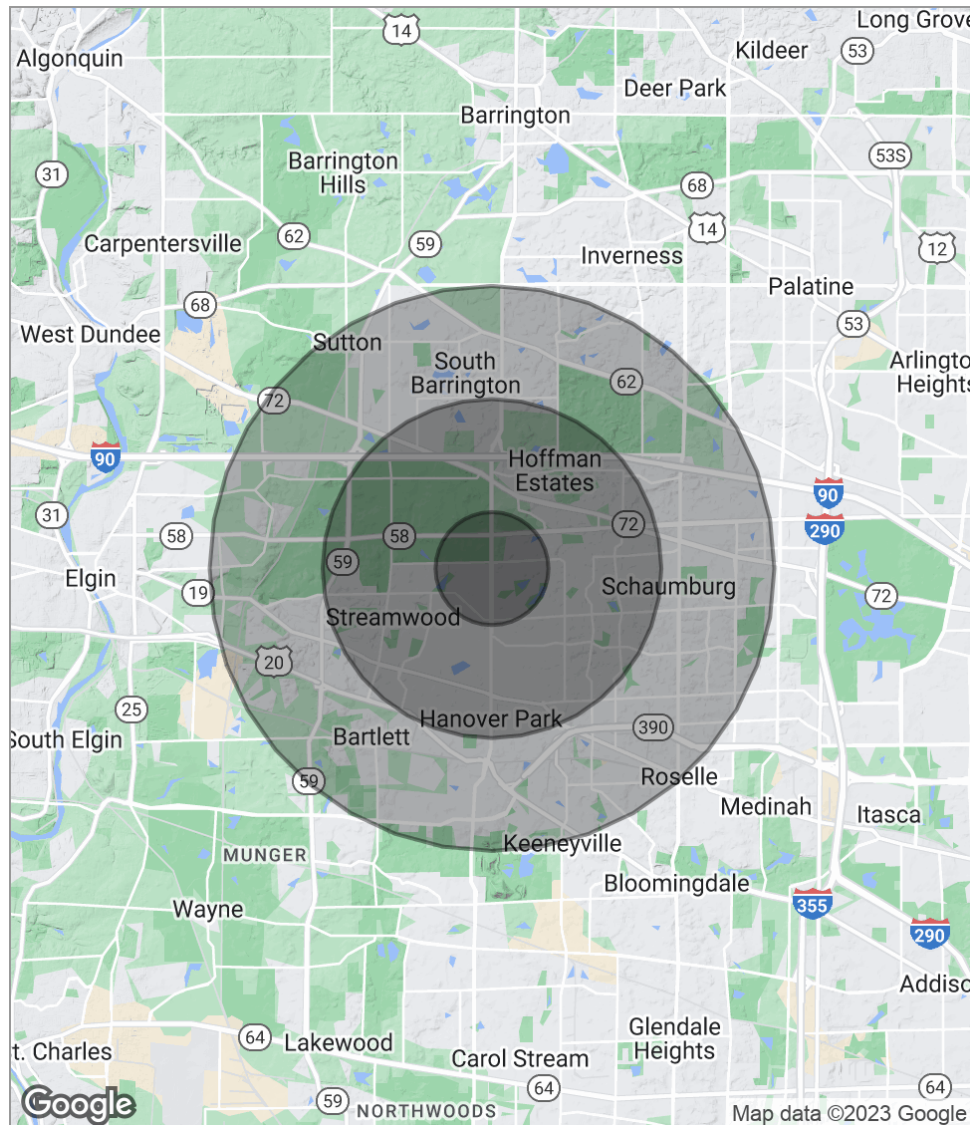 Long Grove
14
Kildeer
53
Algonquin
Deer Park
Barrington
53S
Barrington
Hills
31
68
14
62
59
12
Carpentersville
Inverness
Palatine
68
53
West Dundee
Sutton
South
Barrington
Arlington
Heights
62
72
90
Hoffman
Estates
90
31
72
290
58
58
59
Elgin
19
Schaumburg
72
Streamwood
20
25
Hanover Park
390
South Elgin
Bartlett
59
Roselle
Medinah
Itasca
Keeneyville
MUNGER
Bloomingdale
355
Wayne
290
Addiso
Glendale
Heights
64
Lakewood
t. Charles
Carol Stream
64
64
59
NORTHWOODS
Google
Map data ©2023 Google